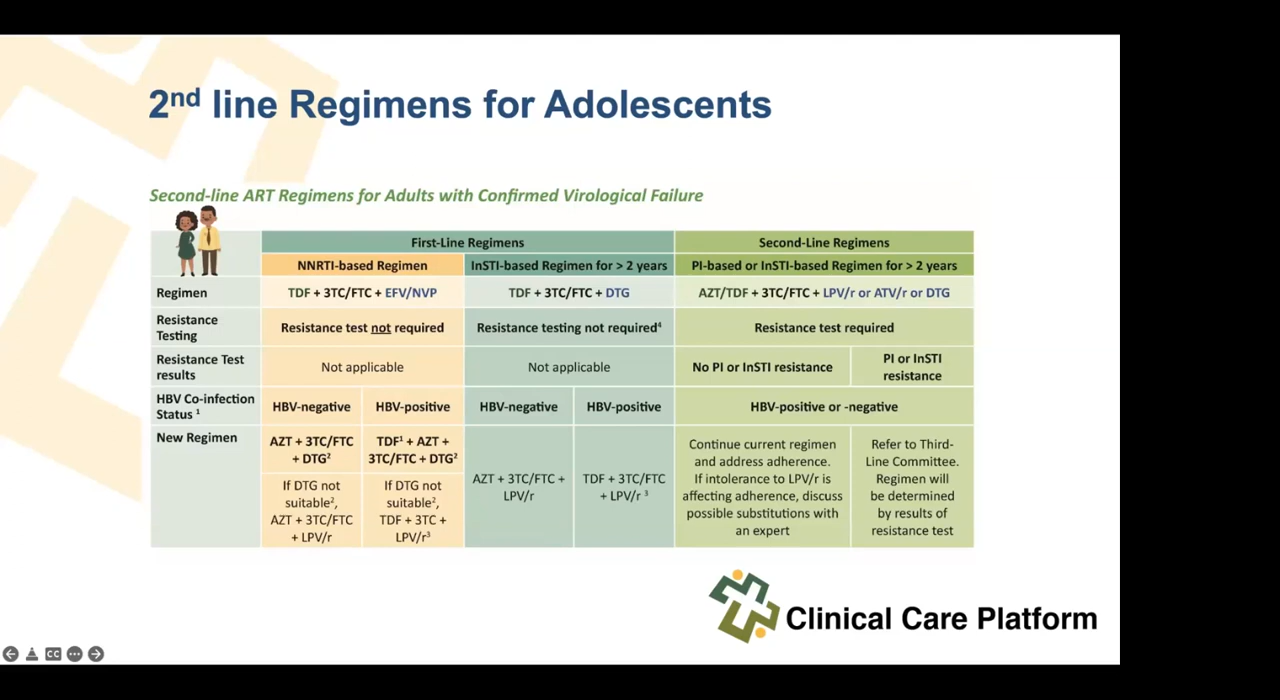 2nd line Regimens for Adolescents
Second-line ART Regimens for Adults with Confirmed Virological Failure
First-Line Regimens
Second-Line Regimens
NNRTI-based Regimen
InSTI-based Regimen for > 2 years
PI-based or InSTI-based Regimen for > 2 years
Regimen
TDF + 3TC/FTC + EFV/NVP
TDF + 3TC/FTC + DTG
AZT/TDF + 3TC/FTC + LPV/r or ATV/r or DTG
Resistance
Testing
Resistance test not required
Resistance testing not required⁴
Resistance test required
Resistance Test
results
Not applicable
Not applicable
No PI or InSTI resistance
PI or InSTI
resistance
HBV Co-infection
Status ¹
HBV-negative
HBV-positive
HBV-negative
HBV-positive
HBV-positive or -negative
New Regimen
AZT + 3TC/FTC
+ DTG²
TDF¹ + AZT +
3TC/FTC + DTG²
If DTG not
suitable²,
AZT + 3TC/FTC
+ LPV/r
If DTG not
suitable²,
TDF + 3TC +
LPV/r³
AZT + 3TC/FTC +
LPV/r
TDF + 3TC/FTC
+ LPV/r ³
Continue current regimen
and address adherence.
If intolerance to LPV/r is
affecting adherence, discuss
possible substitutions with
an expert
Refer to Third-
Line Committee.
Regimen will
be determined
by results of
resistance test
Clinical Care Platform
CC